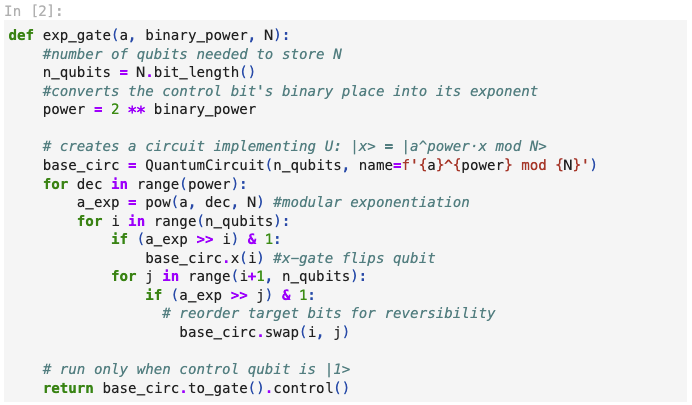 In [2]:
def exp_gate(a, binary_power, N):
    #number of qubits needed to store N
    n_qubits = N.bit_length()
    #converts the control bit's binary place into its exponent
    power = 2 ** binary_power

    # creates a circuit implementing U: |x> = |a^power·x mod N>
    base_circ = QuantumCircuit(n_qubits, name=f'{a}^{power} mod {N}')
    for dec in range(power):
        a_exp = pow(a, dec, N) #modular exponentiation
        for i in range(n_qubits):
            if (a_exp >> i) & 1:
                base_circ.x(i) #x-gate flips qubit
            for j in range(i+1, n_qubits):
                if (a_exp >> j) & 1:
                  # reorder target bits for reversibility
                    base_circ.swap(i, j)

    # run only when control qubit is |1>
    return base_circ.to_gate().control()